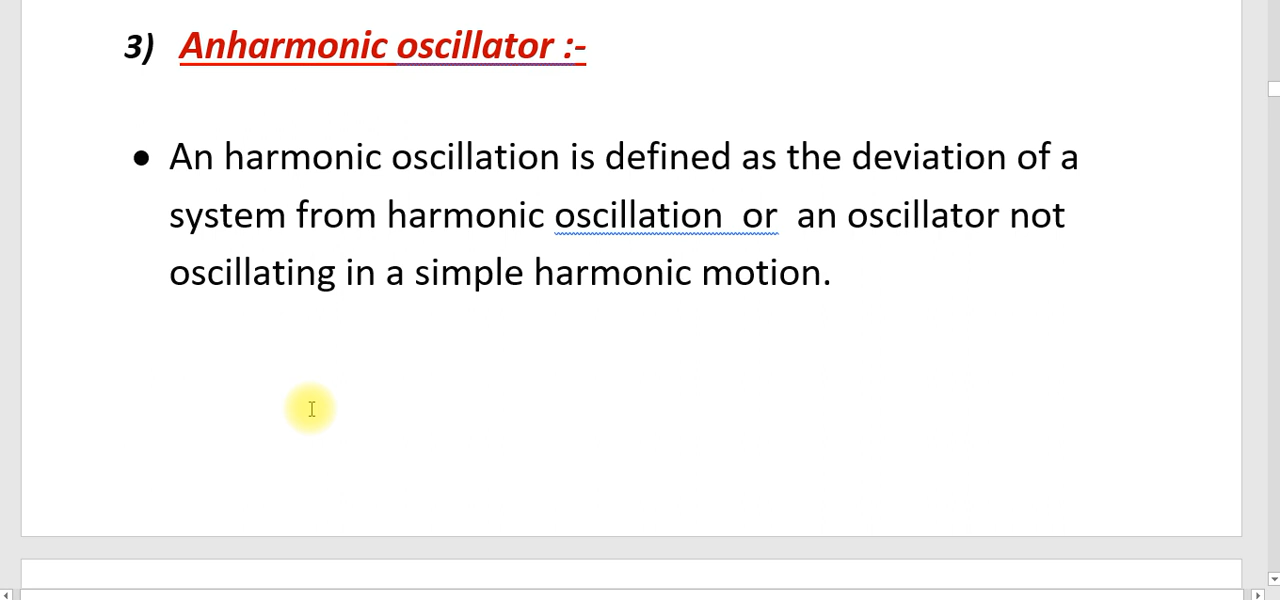 3) Anharmonic oscillator :-
• An harmonic oscillation is defined as the deviation of a
system from harmonic oscillation  or  an oscillator not
oscillating in a simple harmonic motion.